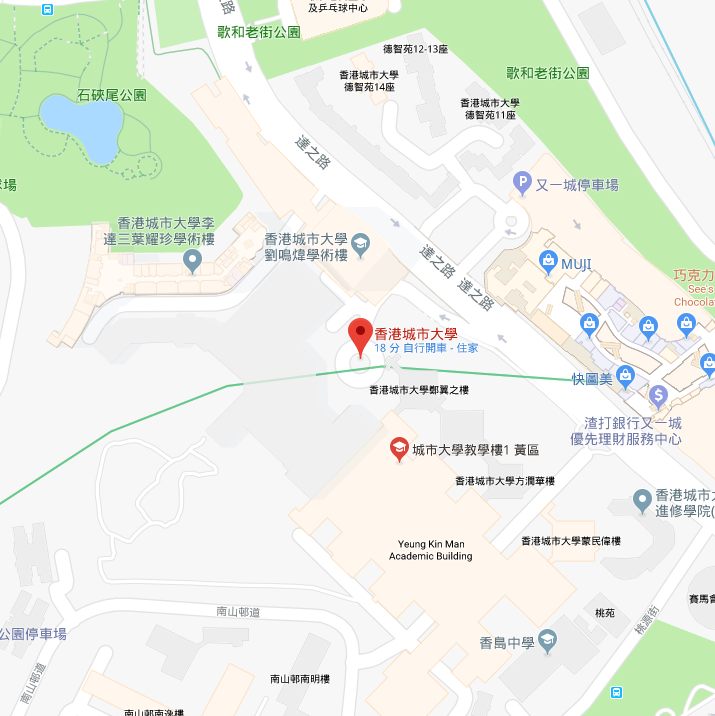 路
及乒乓球中心
歌和老街公園
德智苑12-13座
香港城市大學
德智苑14座
歌和老街公園
石硤尾公園
香港城市大學
德智苑11座
達之路
球場
P
又一城停車場
香港城市大學李
達三葉耀珍學術樓
香港城市大學
劉鳴煒學術樓
達之路
達之路
MUJI
巧克力
See's
Chocola
香港城市大學
18 分 自行開車 - 住家
快圖美
香港城市大學鄭翼之樓
$
渣打銀行又一城
優先理財服務中心
城市大學教學樓1 黃區
香港城市大學方潤華樓
香港城市大
進修學院(
Yeung Kin Man
Academic Building
香港城市大學蒙民偉樓
賽馬會
南山邨道
桃苑
桃源街
公園停車場
香島中學
南山邨道
南山邨南明樓
南山邨南逸樓